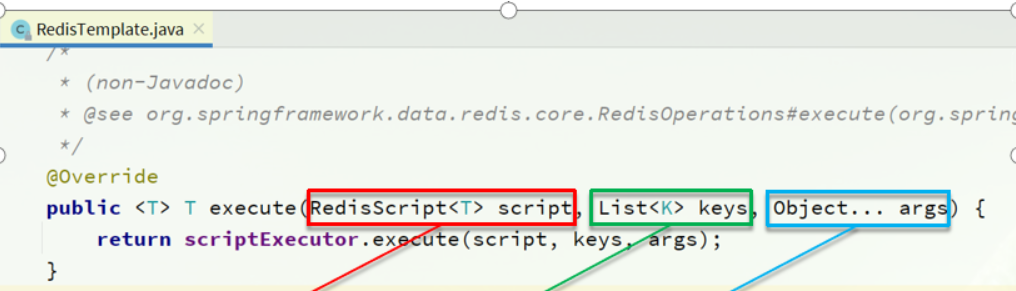 RedisTemplate.java
/*
* (non-Javadoc)
* @see org.springframework.data.redis.core.RedisOperations#execute(org.spring
*/
@Override
public <T> T execute(RedisScript<T> script, List<K> keys, Object... args) {
return scriptExecutor.execute(script, keys, args);
}